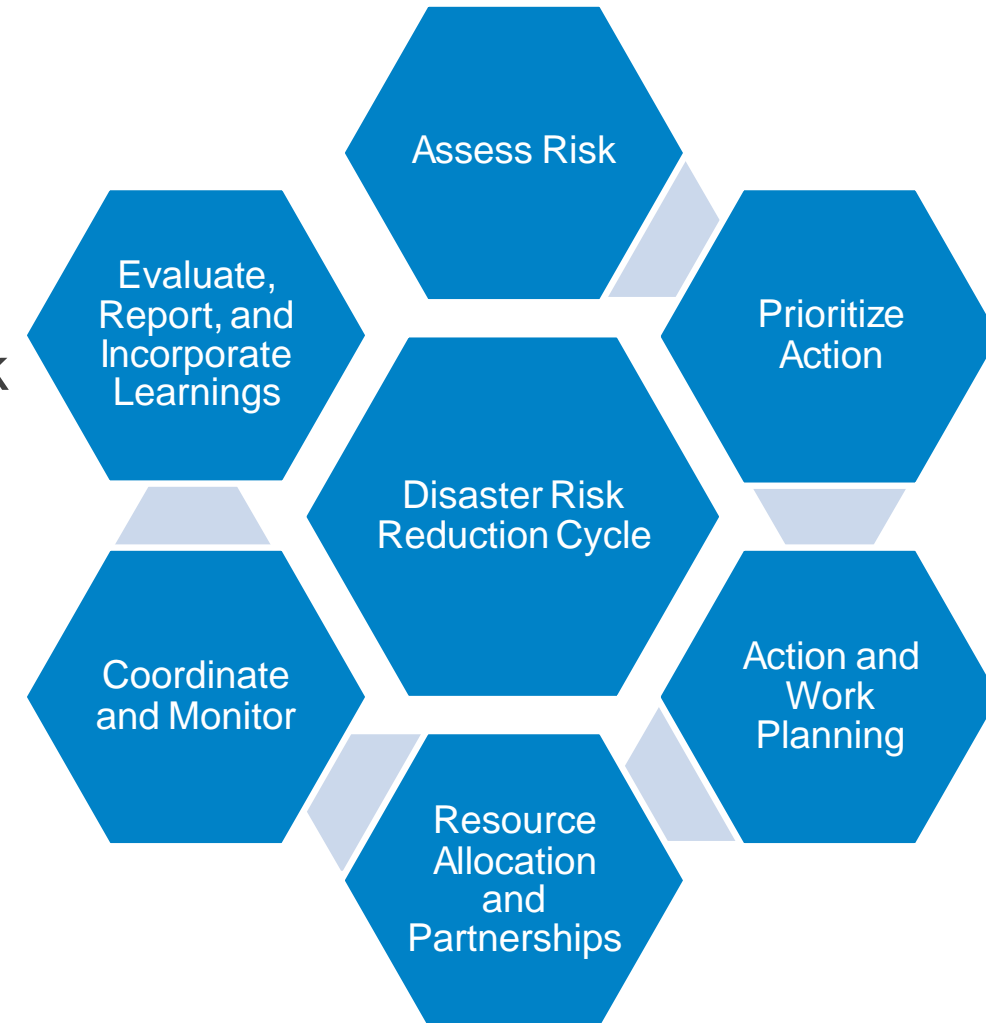 Assess Risk
Prioritize
Action
Action and
Work
Planning
Resource
Allocation
and
Partnerships
Coordinate
and Monitor
Evaluate,
Report, and
Incorporate
Learnings
k
Disaster Risk
Reduction Cycle